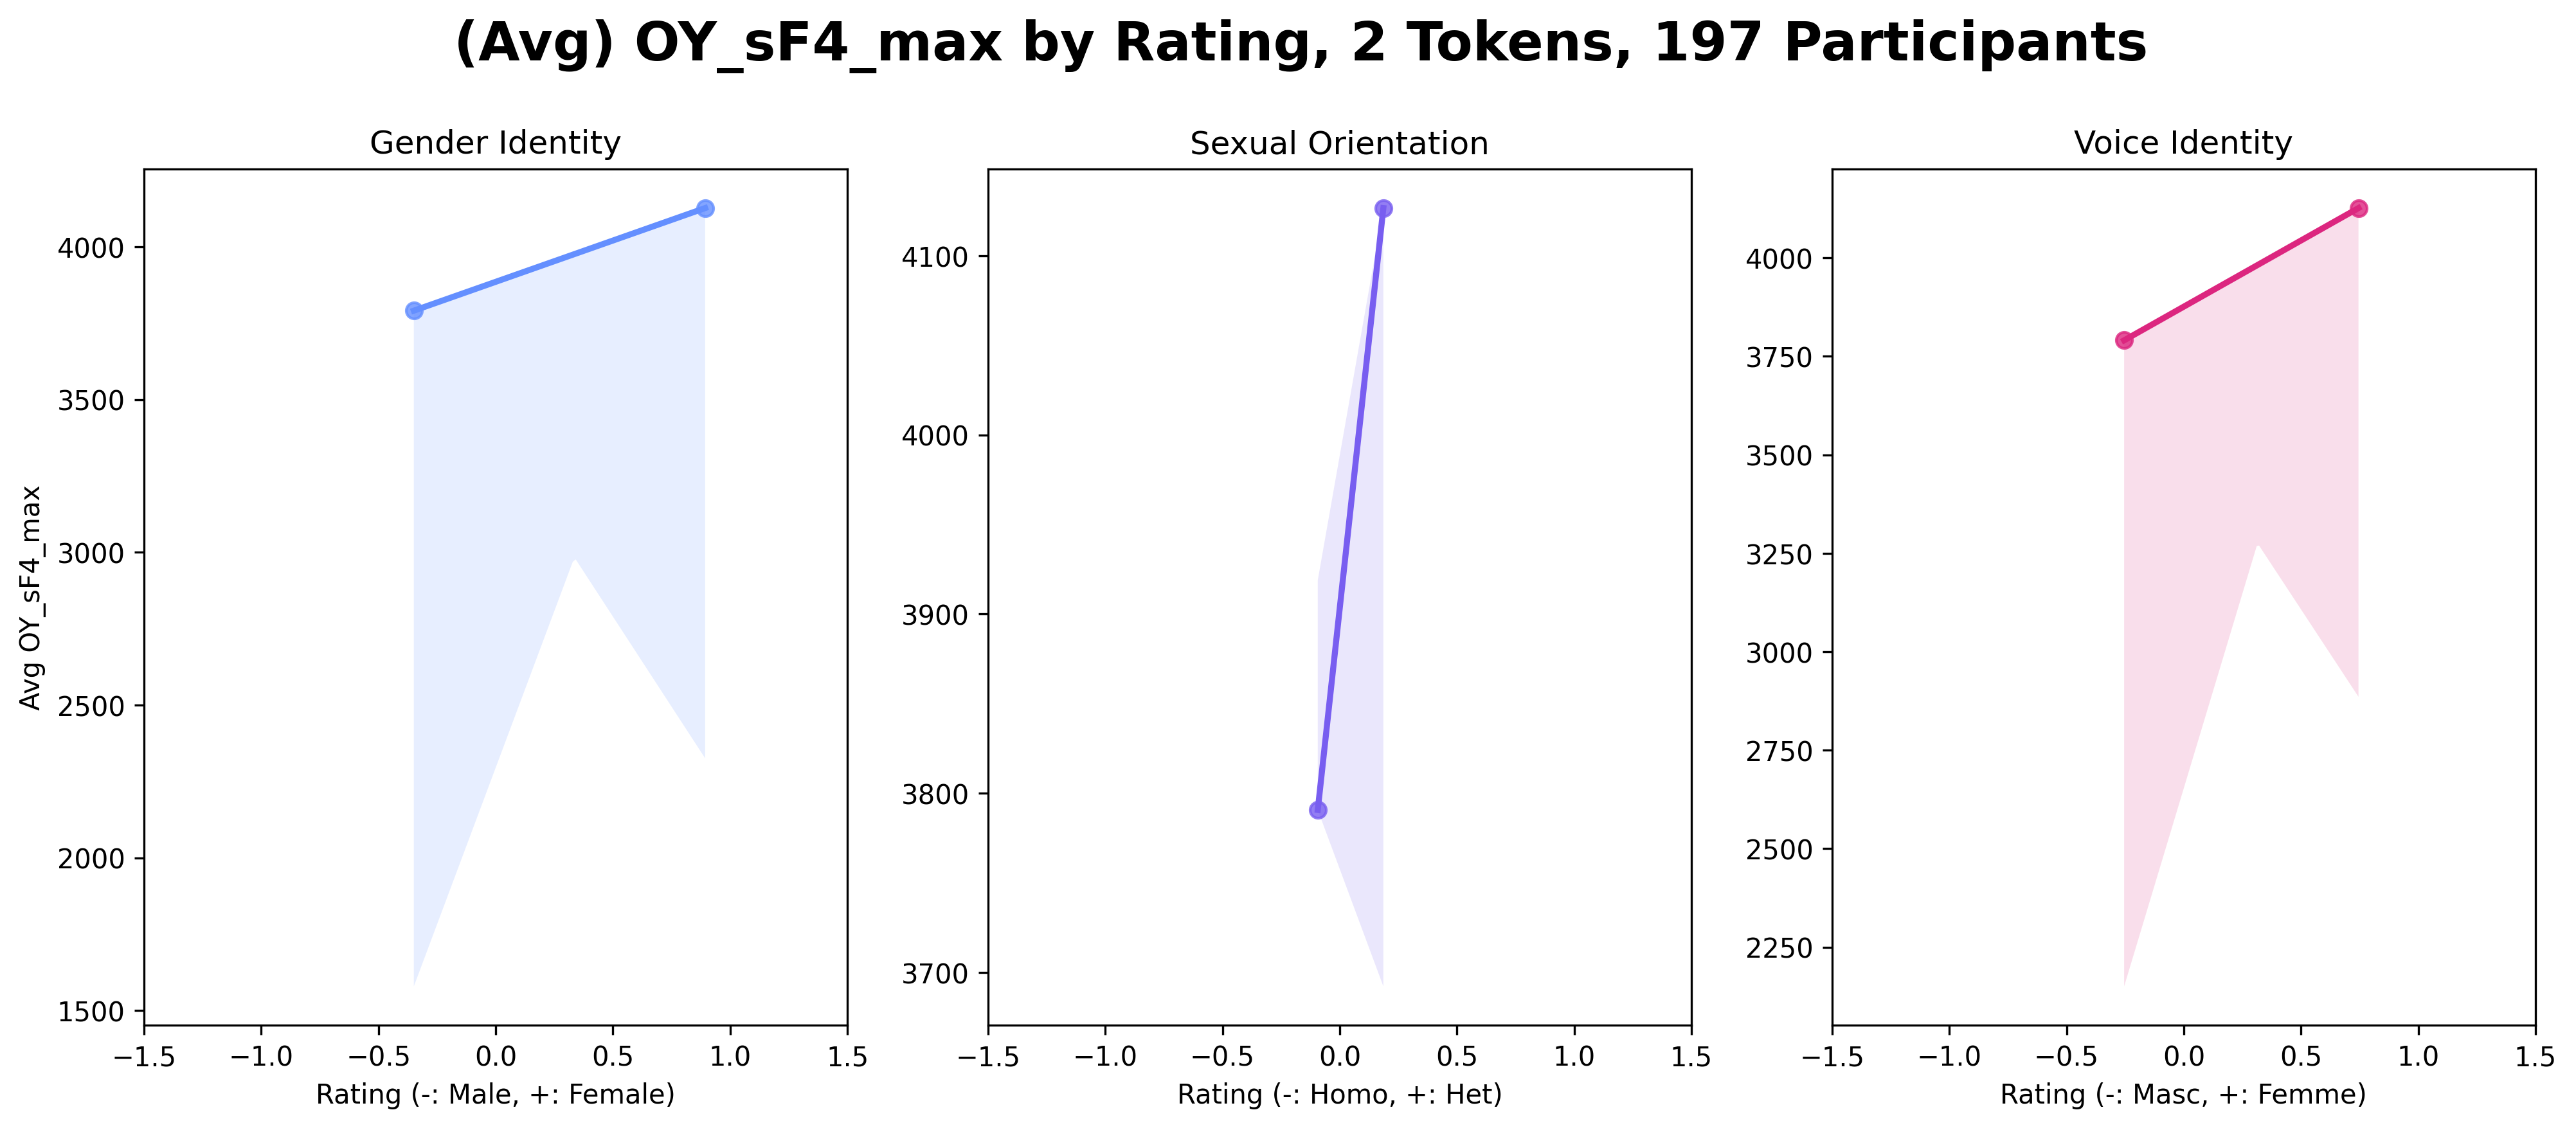 (Avg) OY_sF4_max by Rating, 2 Tokens, 197 Participants
Gender Identity
Sexual Orientation
Voice Identity
Avg OY_sF4_max
4000
3500
3000
2500
2000
1500
−1.5 −1.0 −0.5 0.0 0.5 1.0 1.5
Rating (-: Male, +: Female)
4100
4000
3900
3800
3700
−1.5 −1.0 −0.5 0.0 0.5 1.0 1.5
Rating (-: Homo, +: Het)
4000
3750
3500
3250
3000
2750
2500
2250
−1.5 −1.0 −0.5 0.0 0.5 1.0 1.5
Rating (-: Masc, +: Femme)